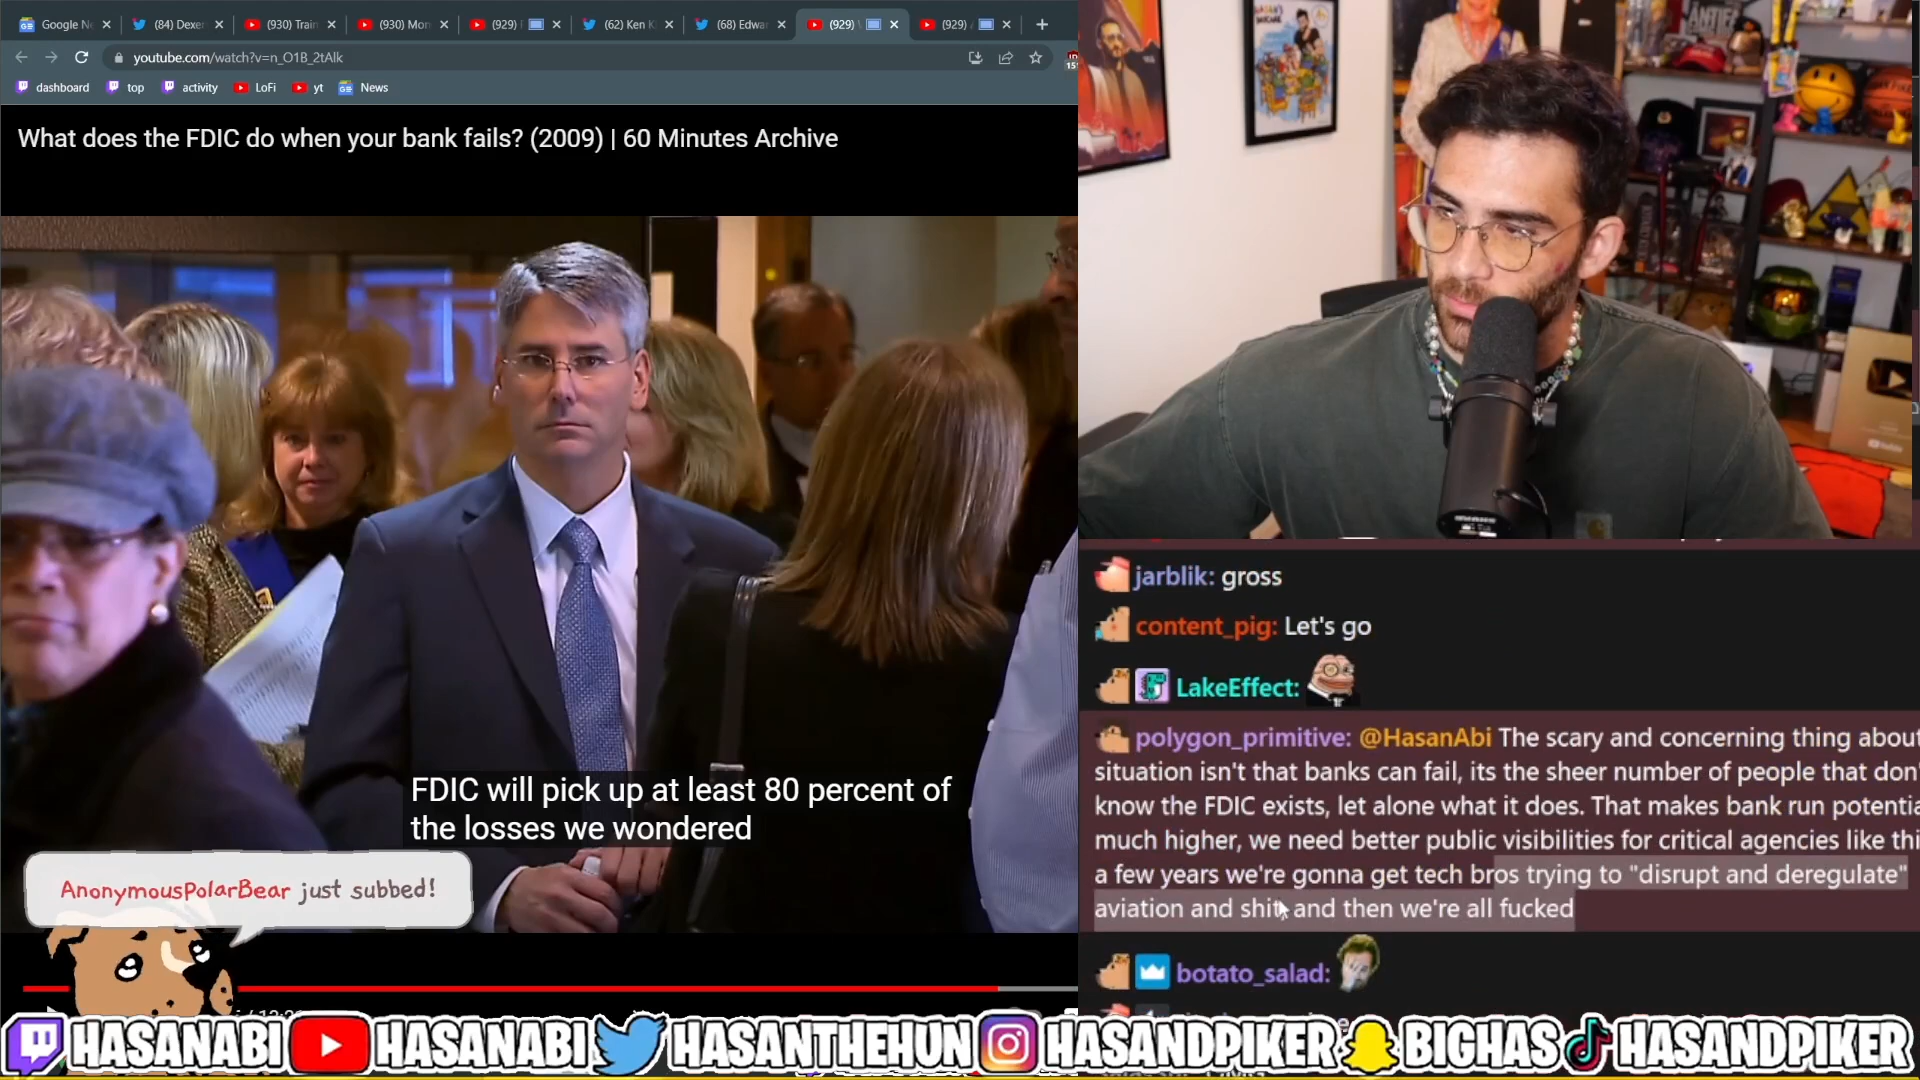 Google N
(84) Dexe
(930) Train
(930) Mon
(929)
(62) Ken K
(68) Edwa
(929)
(929)
youtube.com/watch?v=n_O1B_2tAlk
dashboard
top
activity
LoFi
yt
News
What does the FDIC do when your bank fails? (2009) | 60 Minutes Archive
FDIC will pick up at least 80 percent of
the losses we wondered
AnonymousPolarBear just subbed!
jarblik: gross
content_pig: Let's go
LakeEffect:
polygon_primitive: @HasanAbi The scary and concerning thing about
situation isn't that banks can fail, its the sheer number of people that don'
know the FDIC exists, let alone what it does. That makes bank run potentia
much higher, we need better public visibilities for critical agencies like thi
a few years we're gonna get tech bros trying to "disrupt and deregulate"
aviation and shit and then we're all fucked
botato_salad:
HASANABI
HASANABI
HASANTHEHUN
HASANDPIKER
BIGHAS
HASANDPIKER